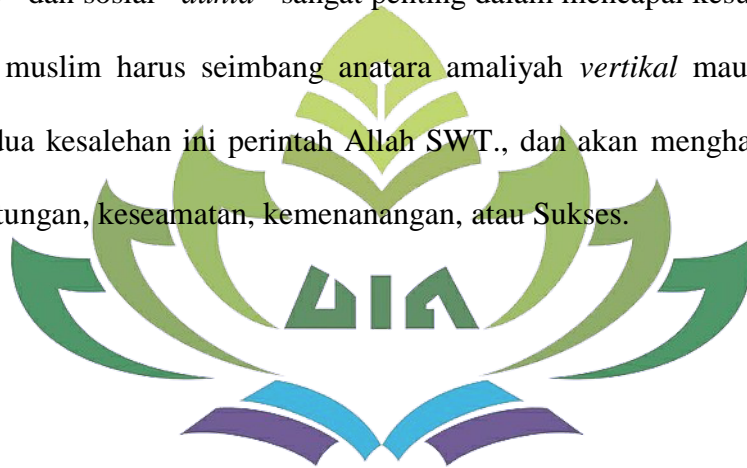 dan sosial "dunia" sangat penting dalam mencapai
muslim harus seimbang anatara amaliyah vertikal
dua kesalehan ini perintah Allah SWT., dan akan
tungan, keseamatan, kemenanangan, atau Sukses.
UIN